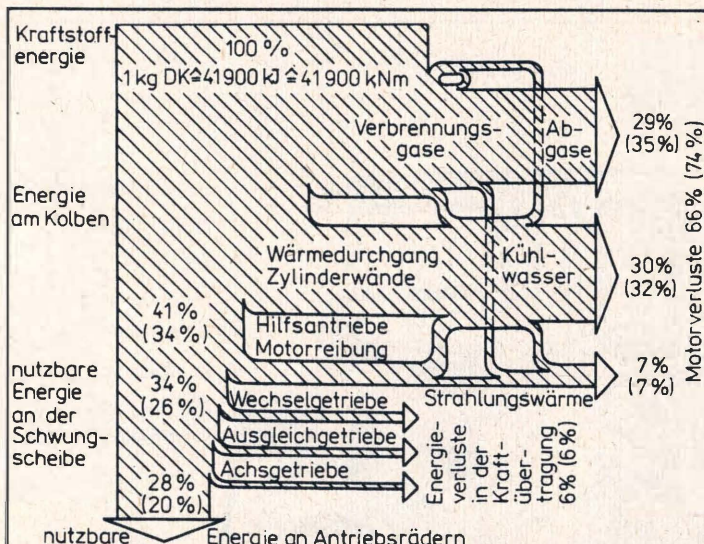 Kraftstoff-
energie
100 %
1 kg DK≙41900 kJ≙41900 kNm
Verbrennungs-
gase
Ab-
gase
29%
(35%)
Energie
am Kolben
Wärmedurchgang
Zylinderwände
Kühl-
wasser
30%
(32%)
Motorverluste 66% (74%)
41%
(34%)
Hilfsantriebe
Motorreibung
7%
(7%)
nutzbare
Energie
an der
Schwung-
scheibe
34%
(26%)
Wechselgetriebe
Strahlungswärme
Ausgleichgetriebe
Achsgetriebe
Energie-
verluste
in der
Kraft-
über-
tragung
6% (6%)
28%
(20%)
nutzbare Energie an Antriebsrädern